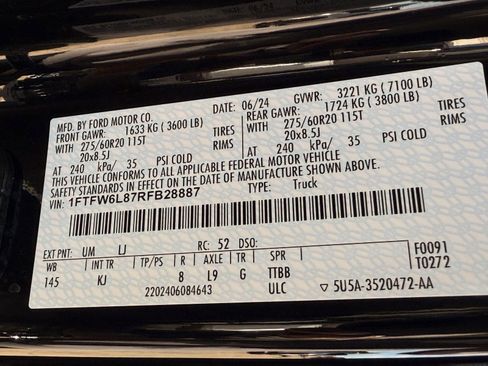 MFD. BY FORD MOTOR CO. DATE: 06/24 GVWR: 3221 KG ( 7100 LB)
FRONT GAWR: 1633 KG ( 3600 LB) REAR GAWR: 1724 KG ( 3800 LB)
WITH 275/60R20 115T TIRES WITH 275/60R20 115T TIRES
20x8.5J RIMS 20x8.5J RIMS
AT 240 kPa/ 35 PSI COLD AT 240 kPa/ 35 PSI COLD
THIS VEHICLE CONFORMS TO ALL APPLICABLE FEDERAL MOTOR VEHICLE
SAFETY STANDARDS IN EFFECT ON THE DATE OF MANUFACTURE SHOWN ABOVE.
VIN: 1FTFW6L87RFB28887 TYPE: Truck
EXT PNT: UM LJ RC: 52 DSO:
WB INT TR TP/PS R AXLE TR SPR F0091
145 KJ 8 L9 G TTBB T0272
2202406084643 ULC ▽ 5U5A-3520472-AA